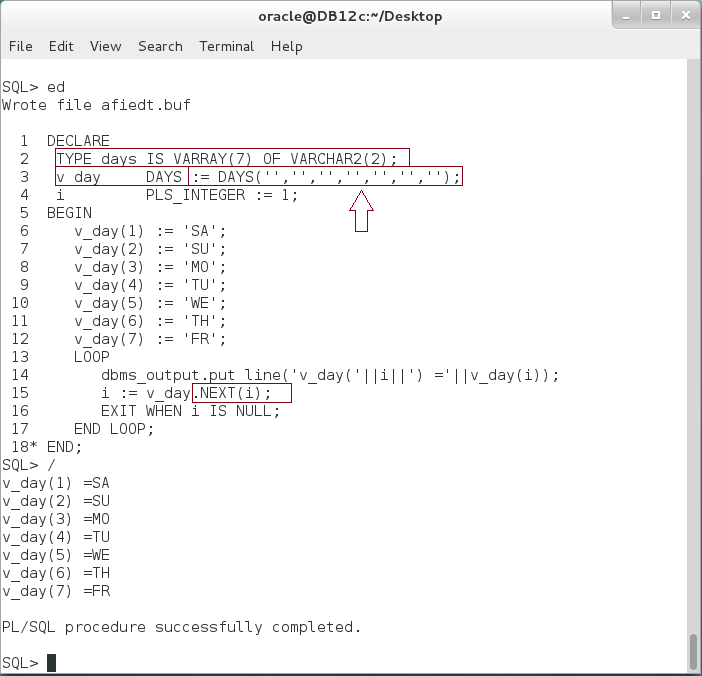 oracle@DB12c:~/Desktop
File Edit View Search Terminal Help
SQL> ed
Wrote file afiedt.buf
1 DECLARE
2 TYPE days IS VARRAY(7) OF VARCHAR2(2);
3 v_day DAYS := DAYS('','','','','','','');
4 i PLS_INTEGER := 1;
5 BEGIN
6 v_day(1) := 'SA';
7 v_day(2) := 'SU';
8 v_day(3) := 'MO';
9 v_day(4) := 'TU';
10 v_day(5) := 'WE';
11 v_day(6) := 'TH';
12 v_day(7) := 'FR';
13 LOOP
14 dbms_output.put_line('v_day('||i||') ='||v_day(i));
15 i := v_day.NEXT(i);
16 EXIT WHEN i IS NULL;
17 END LOOP;
18* END;
SQL> /
v_day(1) =SA
v_day(2) =SU
v_day(3) =MO
v_day(4) =TU
v_day(5) =WE
v_day(6) =TH
v_day(7) =FR
PL/SQL procedure successfully completed.
SQL>